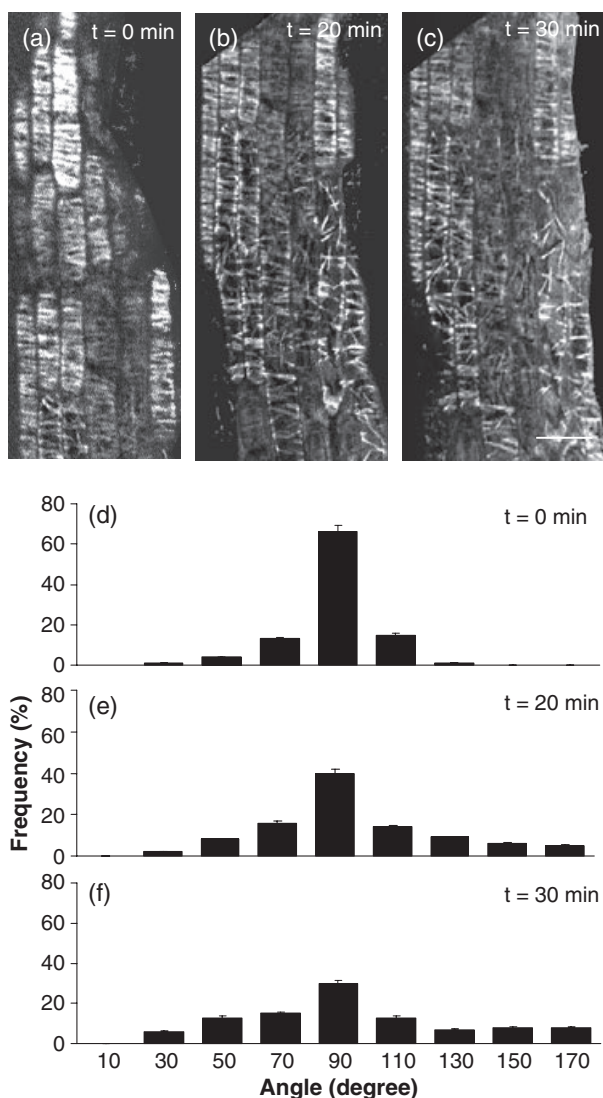 (a) t = 0 min
(b) t = 20 min
(c) t = 30 min
(d) t = 0 min
80
60
40
20
0
(e) t = 20 min
80
60
40
20
0
(f) t = 30 min
80
60
40
20
0
Frequency (%)
10 30 50 70 90 110 130 150 170
Angle (degree)